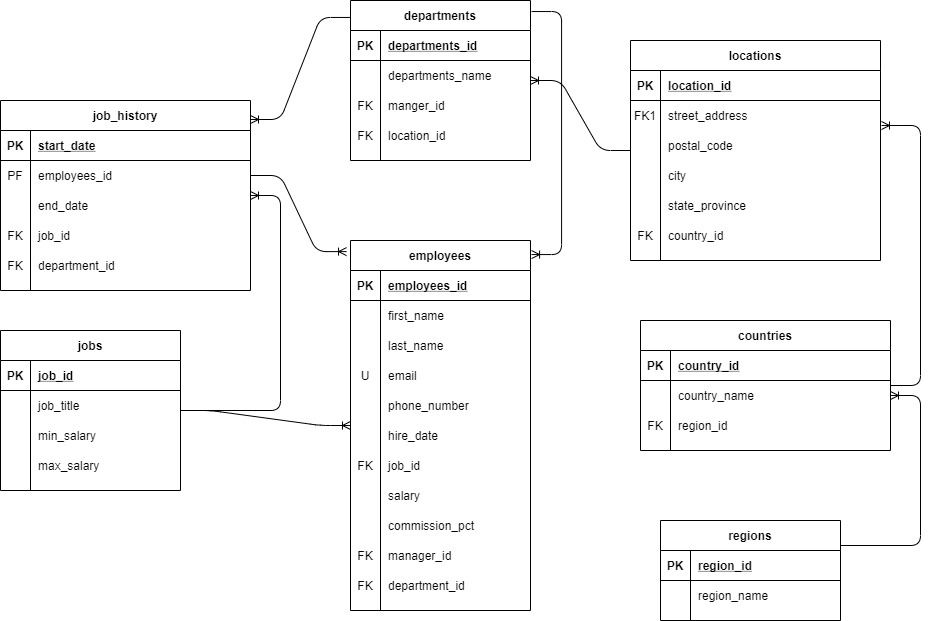 departments
PK departments_id
departments_name
FK manger_id
FK location_id
locations
PK location_id
FK1 street_address
postal_code
city
state_province
FK country_id
job_history
PK start_date
PF employees_id
end_date
FK job_id
FK department_id
employees
PK employees_id
first_name
last_name
U email
phone_number
hire_date
FK job_id
salary
commission_pct
FK manager_id
FK department_id
jobs
PK job_id
job_title
min_salary
max_salary
countries
PK country_id
country_name
FK region_id
regions
PK region_id
region_name